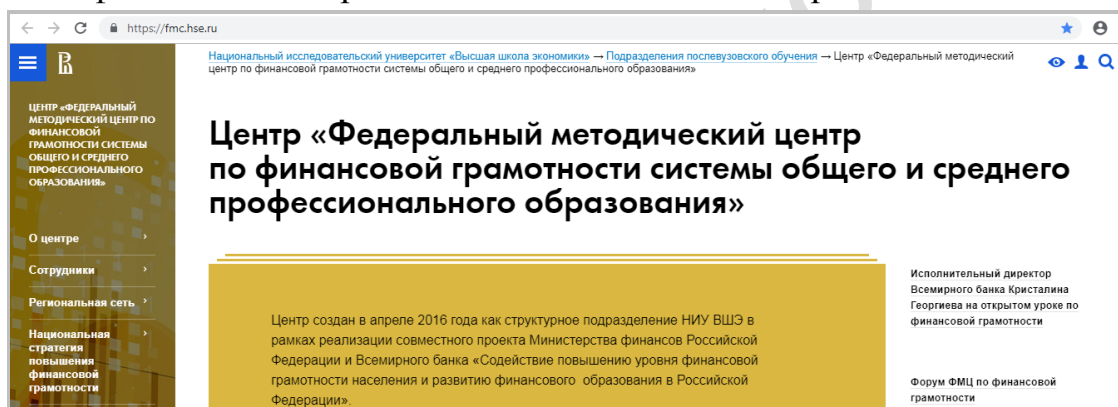 https://fmc.hse.ru
Национальный исследовательский университет «Высшая школа экономики» → Подразделения послевузовского обучения → Центр «Федеральный методический
центр по финансовой грамотности системы общего и среднего профессионального образования»
ЦЕНТР «ФЕДЕРАЛЬНЫЙ
МЕТОДИЧЕСКИЙ ЦЕНТР ПО
ФИНАНСОВОЙ
ГРАМОТНОСТИ СИСТЕМЫ
ОБЩЕГО И СРЕДНЕГО
ПРОФЕССИОНАЛЬНОГО
ОБРАЗОВАНИЯ»
О центре
Сотрудники
Региональная сеть
Национальная
стратегия
повышения
финансовой
грамотности
Центр «Федеральный методический центр
по финансовой грамотности системы общего и среднего
профессионального образования»
Центр создан в апреле 2016 года как структурное подразделение НИУ ВШЭ в
рамках реализации совместного проекта Министерства финансов Российской
Федерации и Всемирного банка «Содействие повышению уровня финансовой
грамотности населения и развитию финансового образования в Российской
Федерации».
Исполнительный директор
Всемирного банка Кристалина
Георгиева на открытом уроке по
финансовой грамотности
Форум ФМЦ по финансовой
грамотности